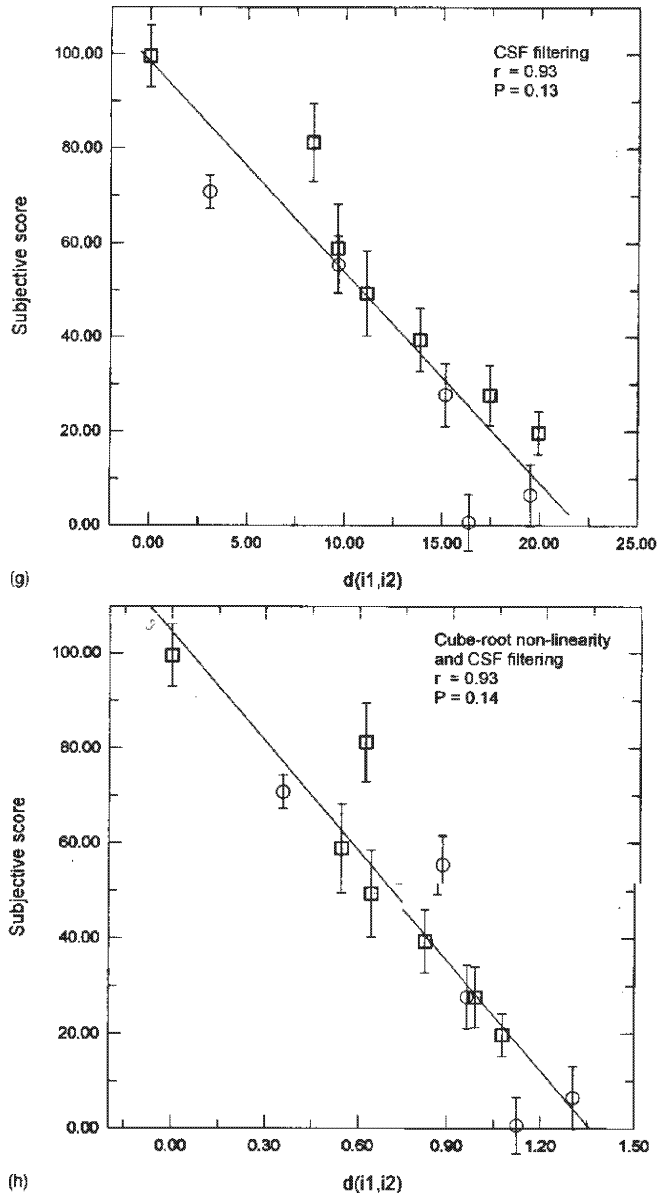 CSF filtering
r = 0.93
P = 0.13
100.00
80.00
60.00
40.00
20.00
0.00
Subjective score
0.00 5.00 10.00 15.00 20.00 25.00
(g)
d(i1,i2)
Cube-root non-linearity
and CSF filtering
r = 0.93
P = 0.14
100.00
80.00
60.00
40.00
20.00
0.00
Subjective score
0.00 0.30 0.60 0.90 1.20 1.50
(h)
d(i1,i2)